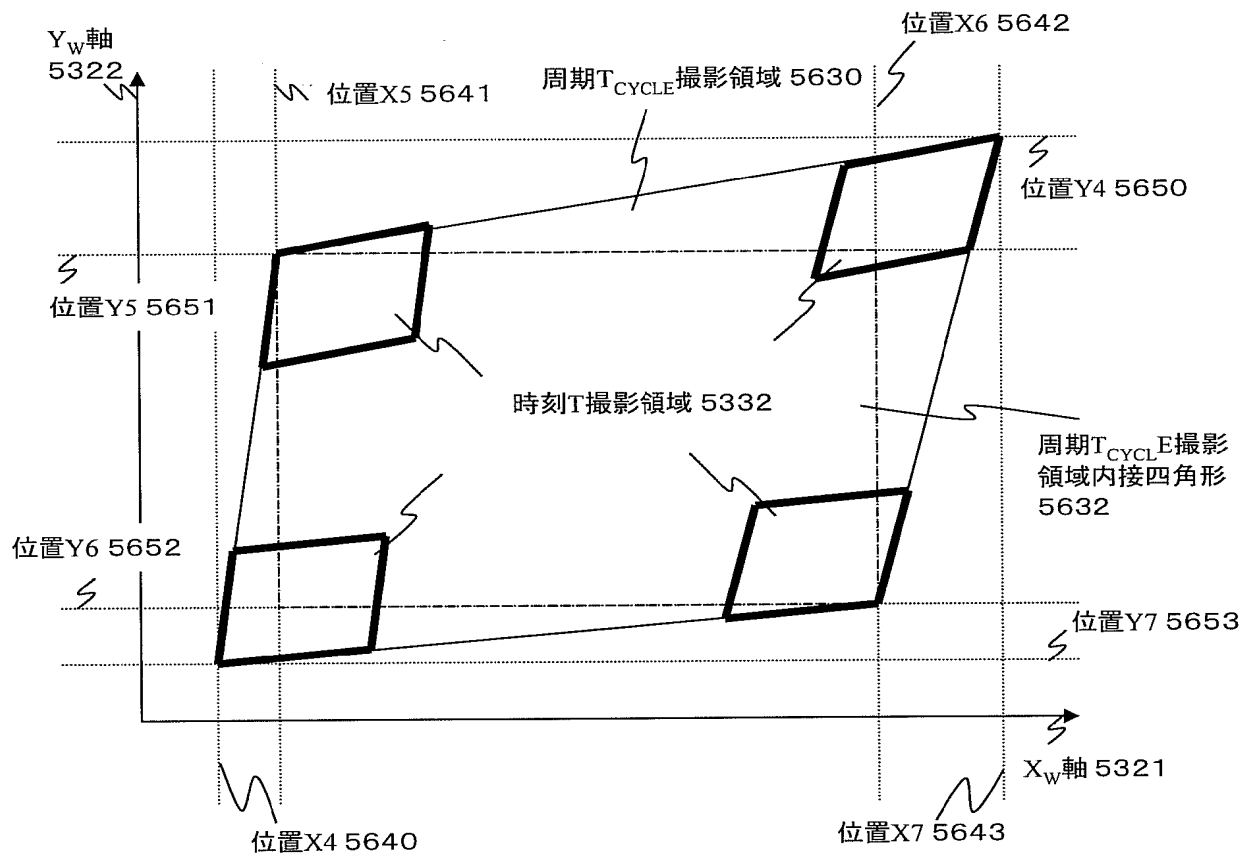 位置X6 5642
Y_W軸
5322
位置X5 5641
周期T_CYCLE撮影領域 5630
位置Y4 5650
位置Y5 5651
時刻T撮影領域 5332
周期T_CYCLE撮影
領域内接四角形
5632
位置Y6 5652
位置Y7 5653
X_W軸 5321
位置X4 5640
位置X7 5643